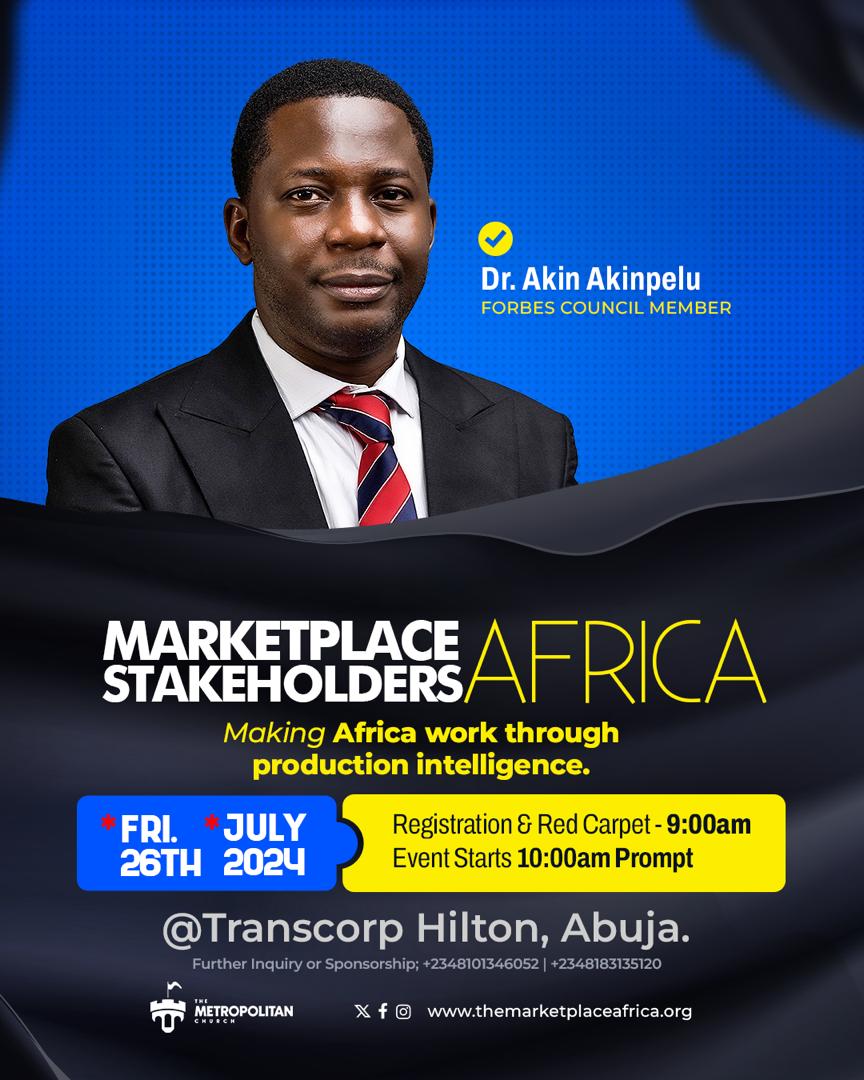 Dr. Akin Akinpelu
FORBES COUNCIL MEMBER
MARKETPLACE
STAKEHOLDERS AFRICA
Making Africa work through
production intelligence.
*FRI. *JULY
26TH 2024
Registration & Red Carpet - 9:00am
Event Starts 10:00am Prompt
@Transcorp Hilton, Abuja.
Further Inquiry or Sponsorship; +2348101346052 | +2348183135120
THE
METROPOLITAN
CHURCH
www.themarketplaceafrica.org